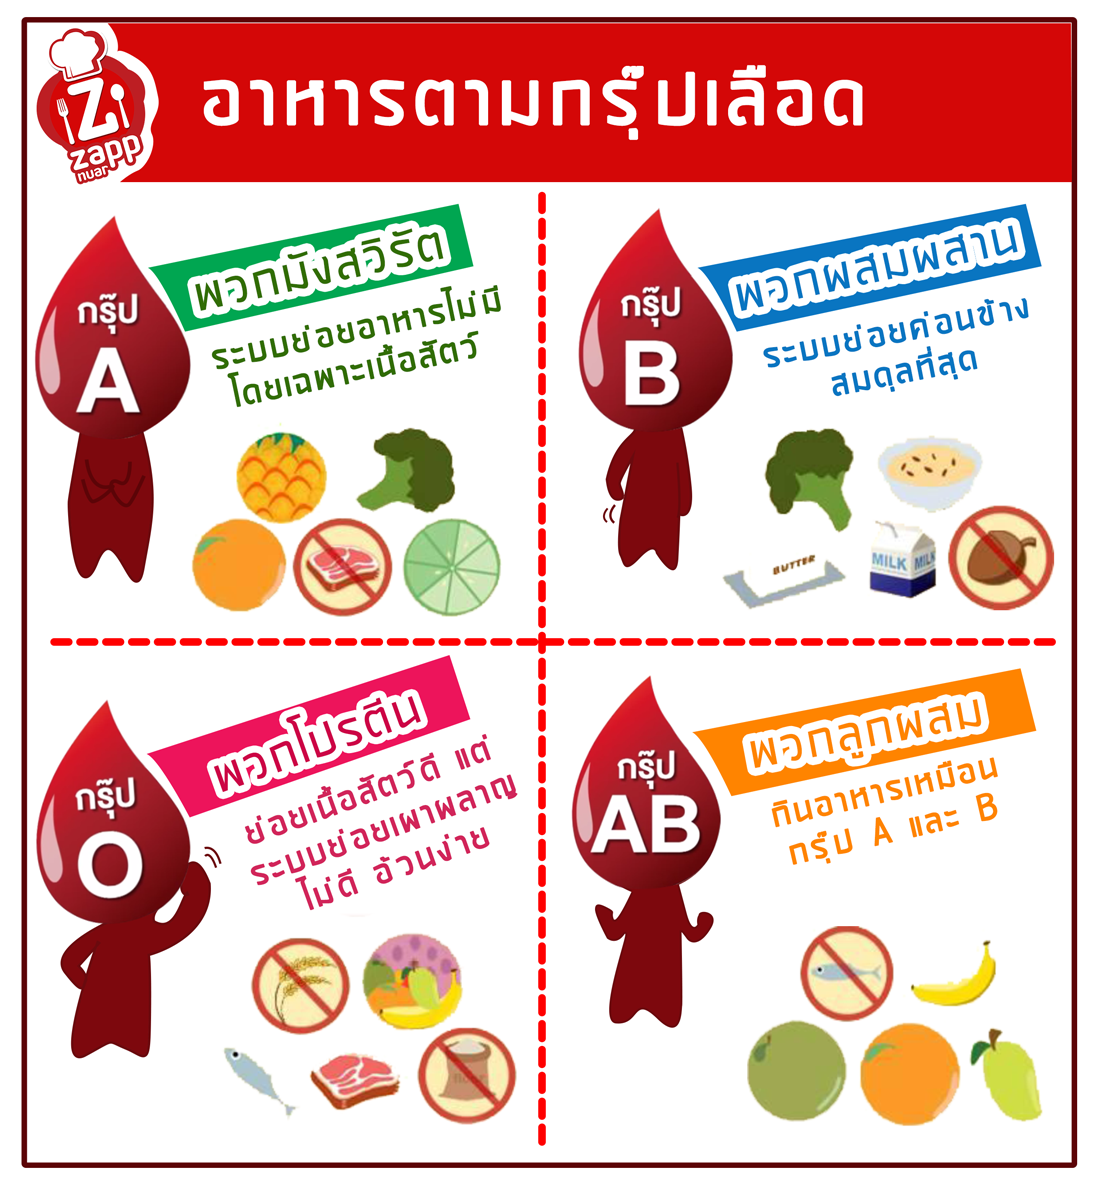 Z
zapp
nuar
อาหารตามกรุ๊ปเลือด
กรุ๊ป
A
พวกมังสวิรัต
ระบบย่อยอาหารไม่มี
โดยเฉพาะเนื้อสัตว์
กรุ๊ป
B
พวกผสมผสาน
ระบบย่อยค่อนข้าง
สมดุลที่สุด
BUTTER
MILK MILK
กรุ๊ป
O
พวกโปรตีน
ย่อยเนื้อสัตว์ดี แต่
ระบบย่อยเผาผลาญ
ไม่ดี อ้วนง่าย
flour
กรุ๊ป
AB
พวกลูกผสม
กินอาหารเหมือน
กรุ๊ป A และ B